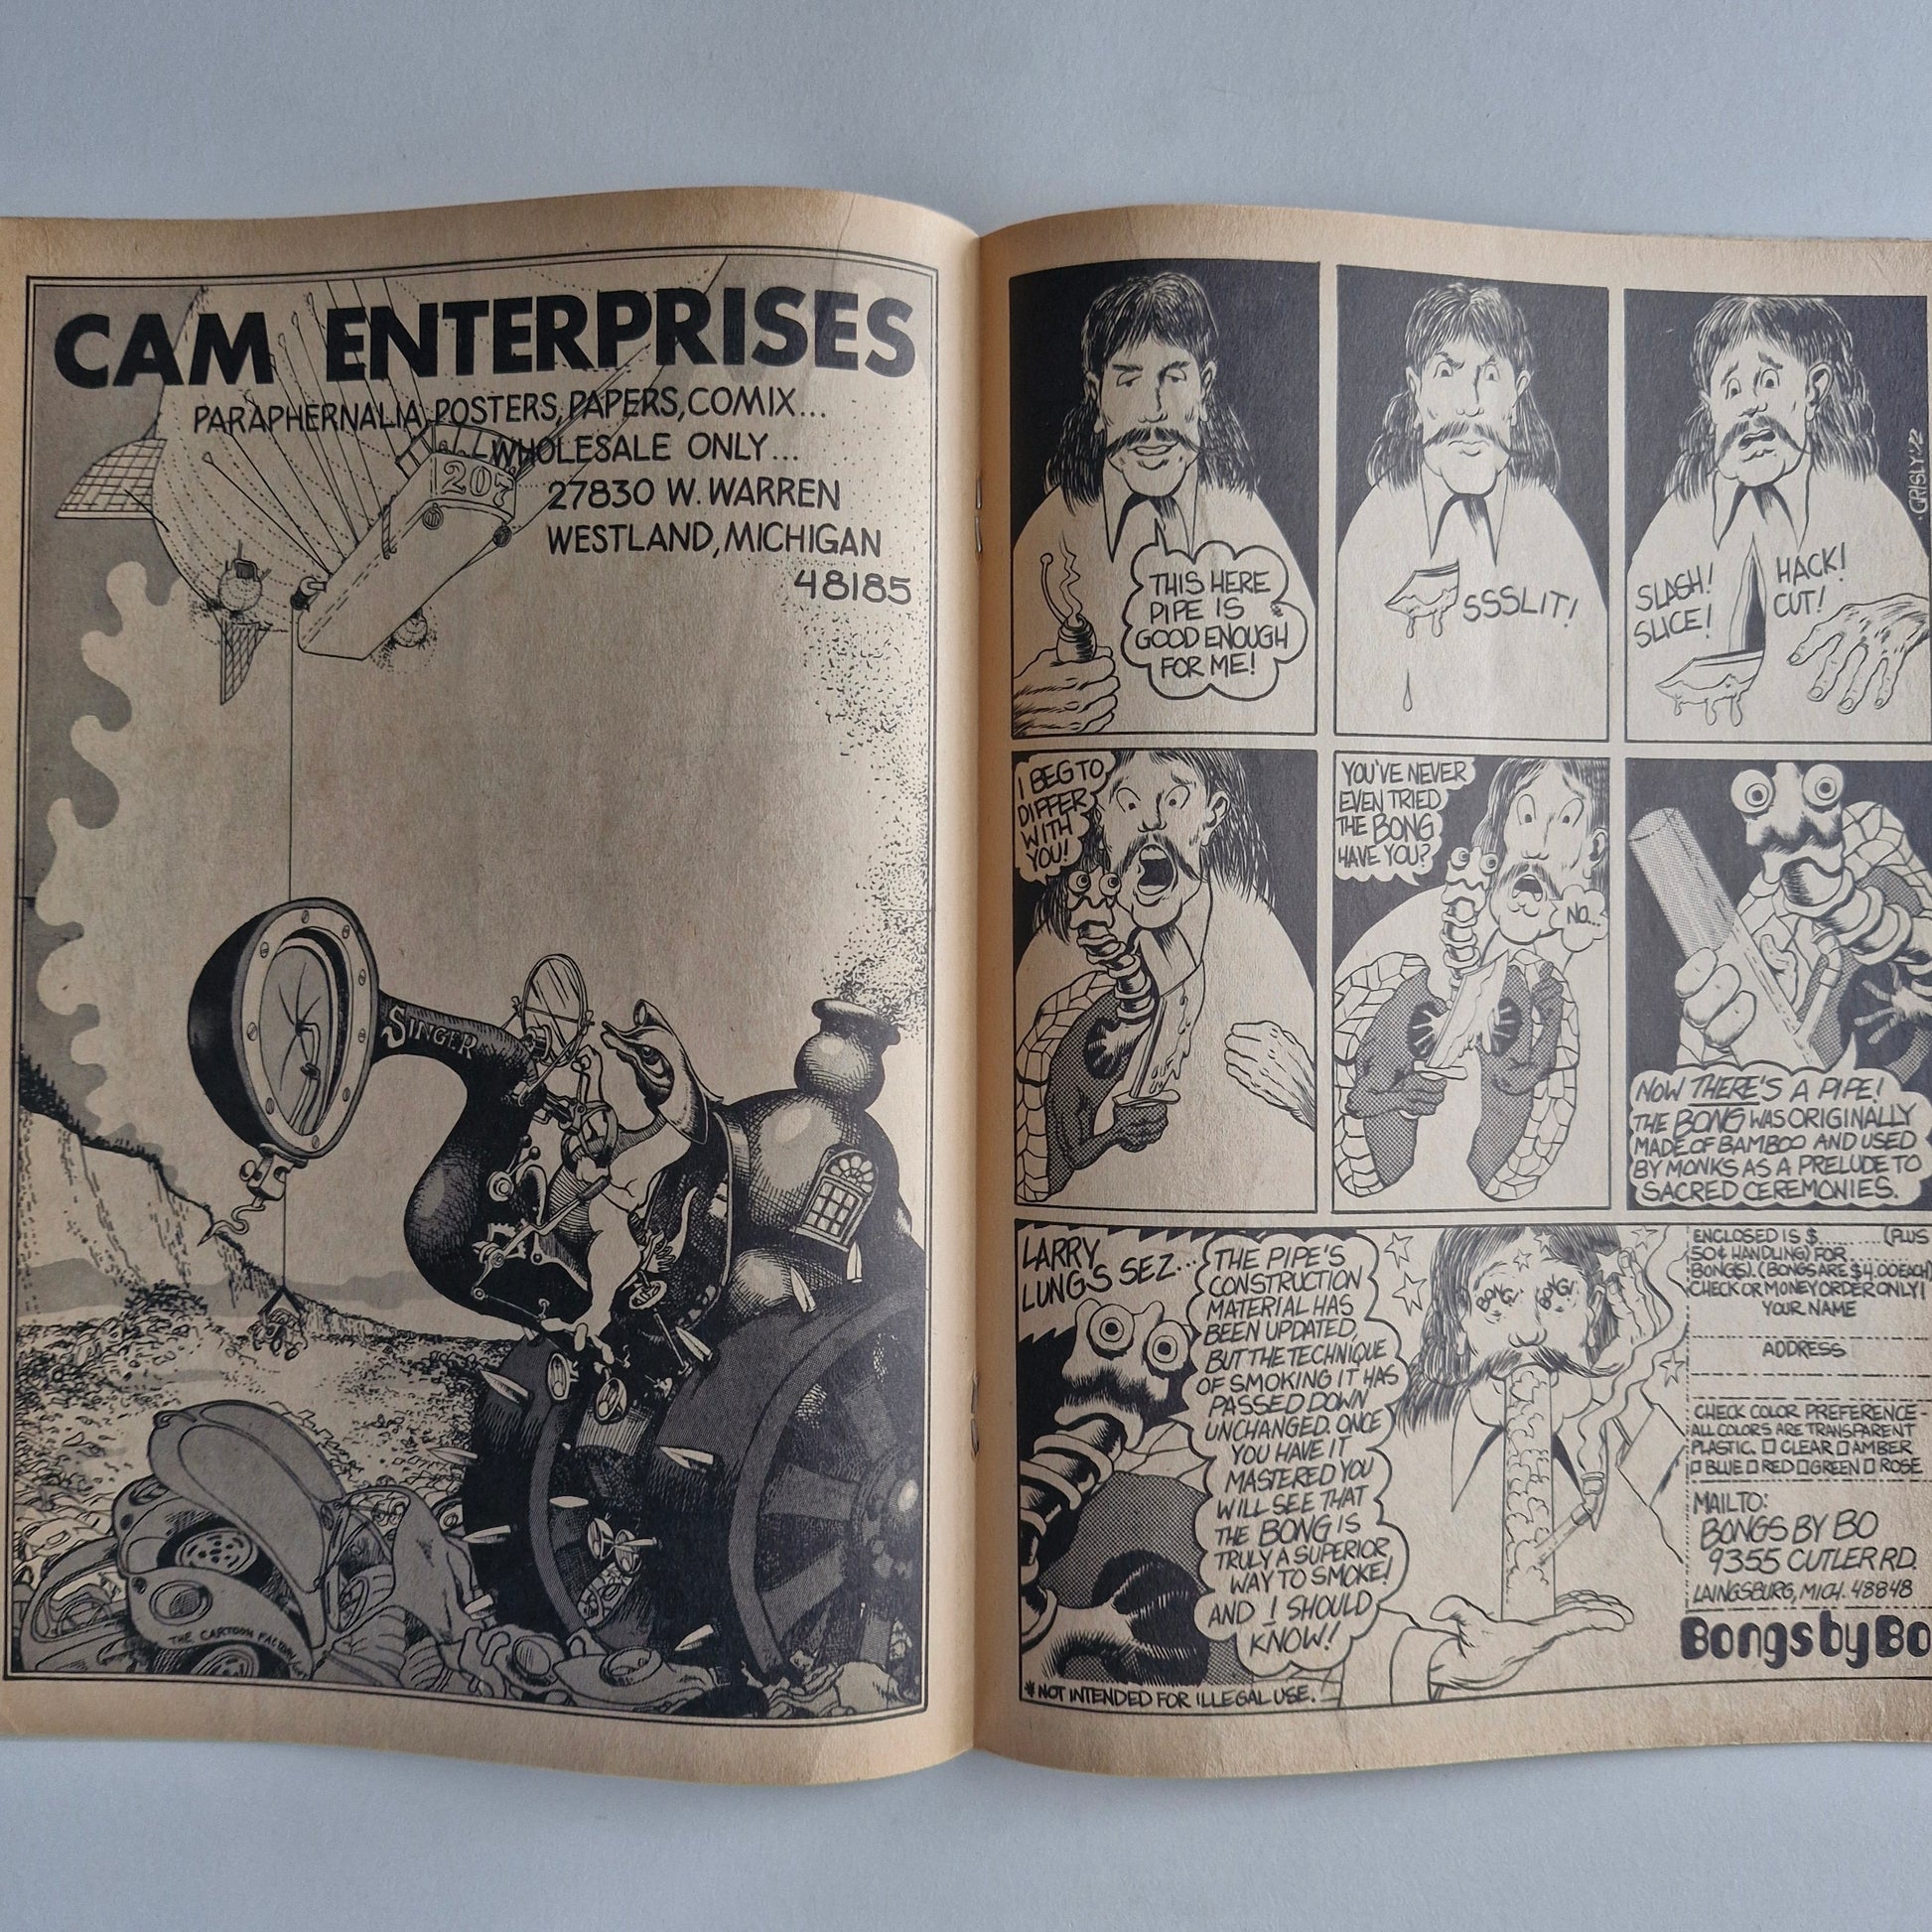 CAM ENTERPRISES
PARAPHERNALIA, POSTERS, PAPERS, COMIX...
WHOLESALE ONLY...
27830 W. WARREN
WESTLAND, MICHIGAN
48185
207
SINGER
THE CARTOON FACTORY
THIS HERE
PIPE IS
GOOD ENOUGH
FOR ME!
SSSLIT!
SLASH!
SLICE!
HACK!
CUT!
I BEG TO
DIFFER
WITH
YOU!
YOU'VE NEVER
EVEN TRIED
THE BONG
HAVE YOU?
NO...
NOW THERE'S A PIPE!
THE BONG WAS ORIGINALLY
MADE OF BAMBOO AND USED
BY MONKS AS A PRELUDE TO
SACRED CEREMONIES.
LARRY
LUNGS SEZ...
THE PIPE'S
CONSTRUCTION
MATERIAL HAS
BEEN UPDATED,
BUT THE TECHNIQUE
OF SMOKING IT HAS
PASSED DOWN
UNCHANGED. ONCE
YOU HAVE IT
MASTERED YOU
WILL SEE THAT
THE BONG IS
TRULY A SUPERIOR
WAY TO SMOKE!
AND I SHOULD
KNOW!
BONG! BONG!
ENCLOSED IS $........(PLUS
50¢ HANDLING) FOR........
BONG(S). (BONGS ARE $4.00 EACH)
CHECK OR MONEY ORDER ONLY!
YOUR NAME
ADDRESS
CHECK COLOR PREFERENCE-
ALL COLORS ARE TRANSPARENT
PLASTIC. □ CLEAR □ AMBER
□ BLUE □ RED □ GREEN □ ROSE.
MAIL TO:
BONGS BY BO
9355 CUTLER RD.
LAINGSBURG, MICH. 48848
Bongs by Bo
* NOT INTENDED FOR ILLEGAL USE.